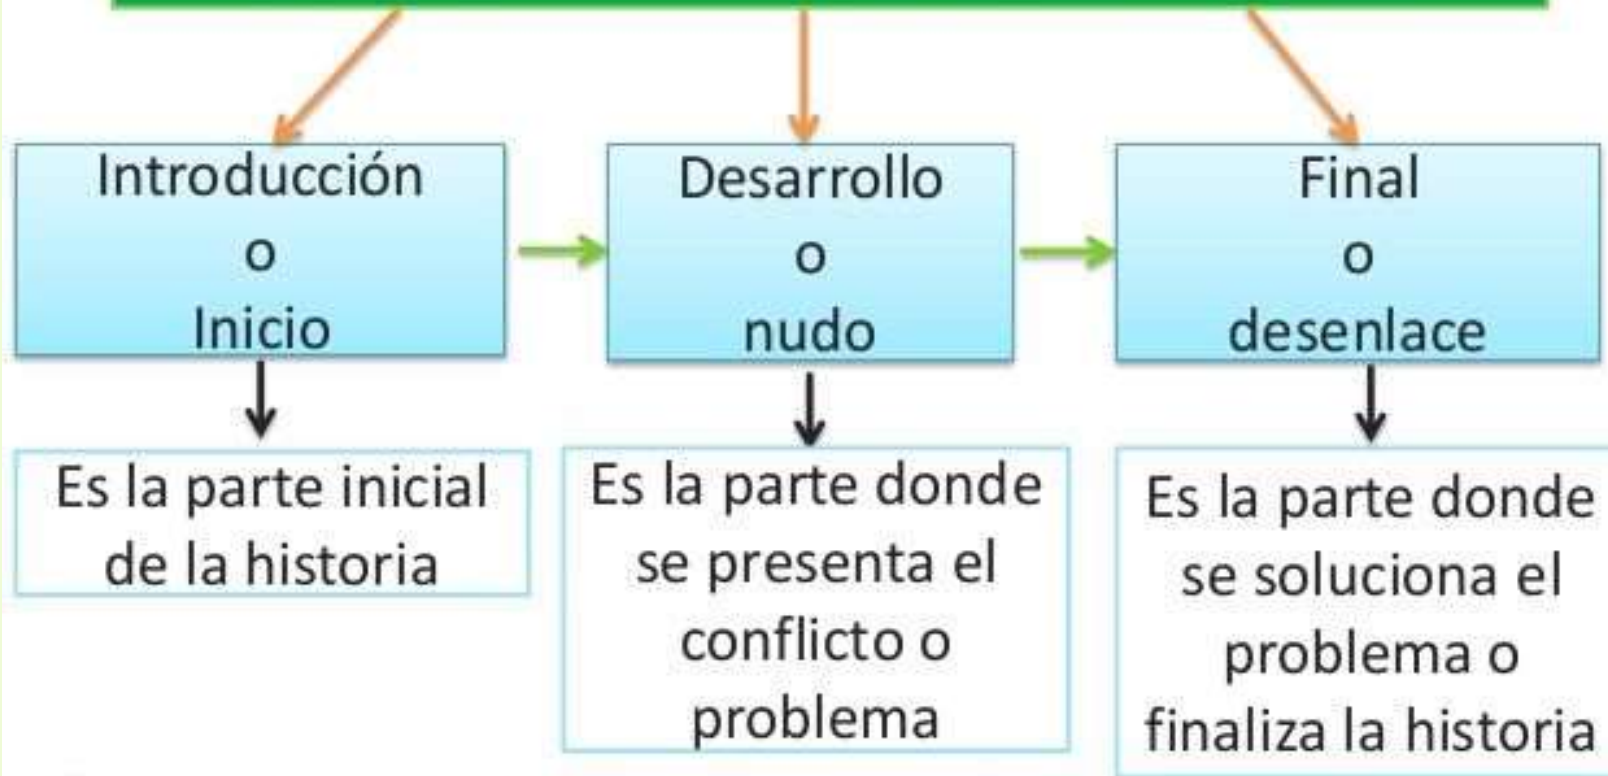 Introducción
o
Inicio
Desarrollo
o
nudo
Final
o
desenlace
Es la parte inicial
de la historia
Es la parte donde
se presenta el
conflicto o
problema
Es la parte donde
se soluciona el
problema o
finaliza la historia